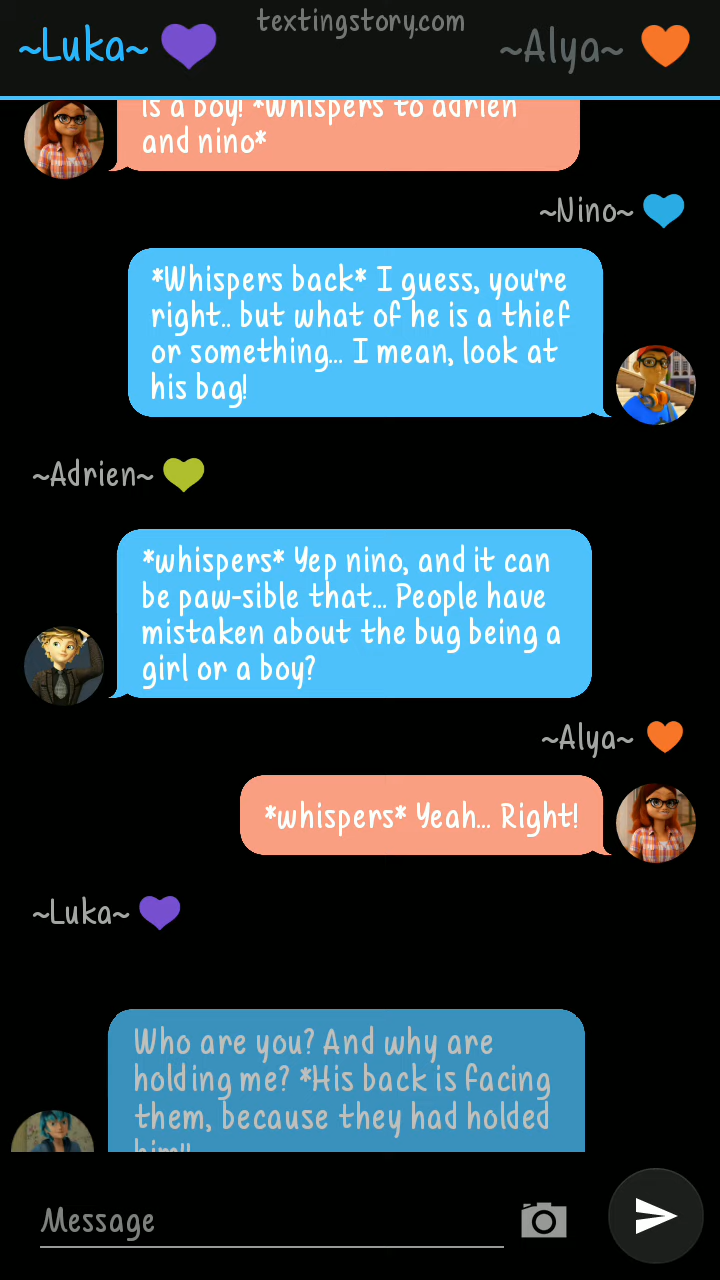 textingstory.com
~Luka~ 💜
~Alya~ 🧡
is a boy! *Whispers to adrien
and nino*
~Nino~ 💙
*Whispers back* I guess, you're
right.. but what of he is a thief
or something... I mean, look at
his bag!
~Adrien~ 💚
*whispers* Yep nino, and it can
be paw-sible that... People have
mistaken about the bug being a
girl or a boy?
~Alya~ 🧡
*whispers* Yeah... Right!
~Luka~ 💜
Who are you? And why are
holding me? *His back is facing
them, because they had holded
him!!
Message